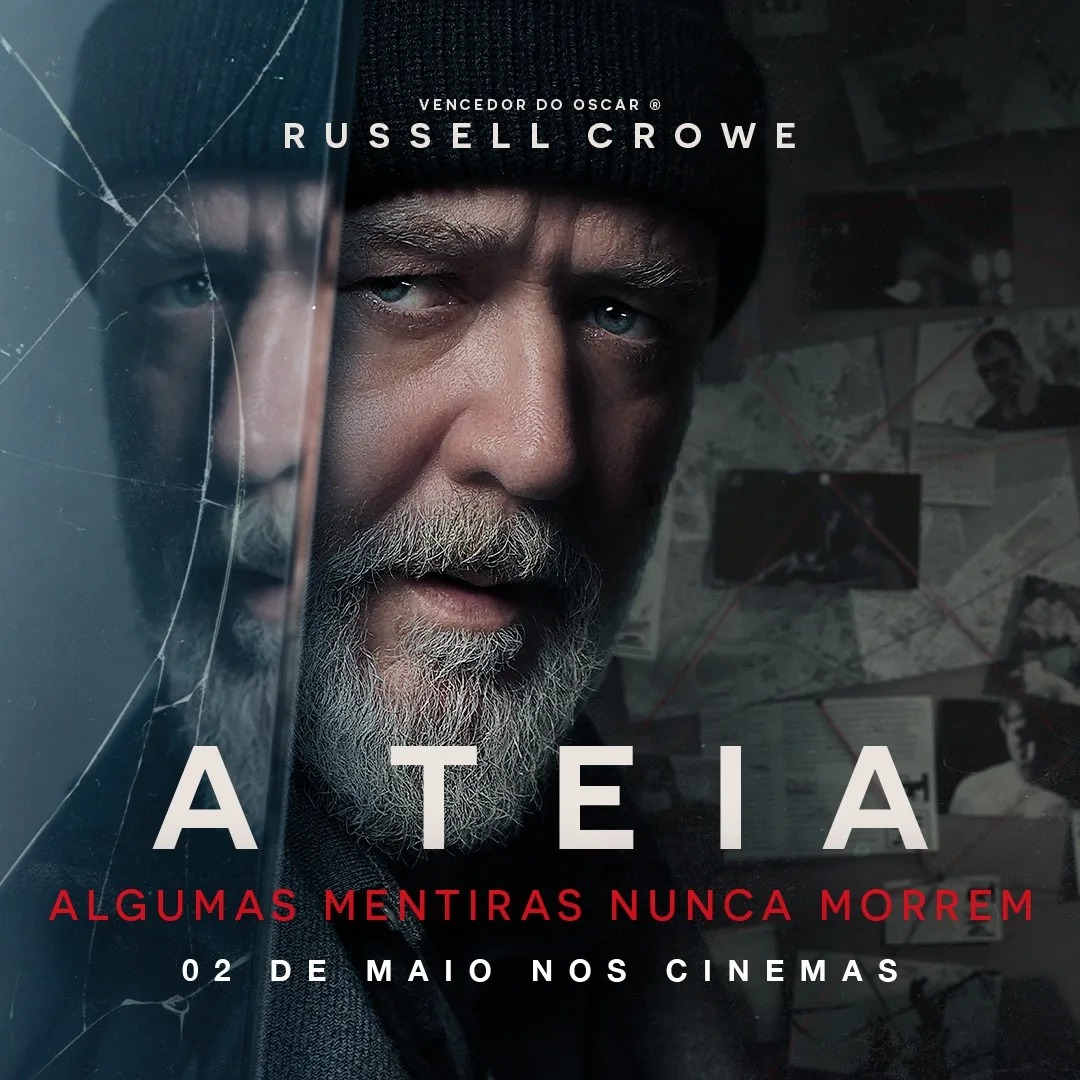 VENCEDOR DO OSCAR ®
RUSSELL CROWE
A TEIA
ALGUMAS MENTIRAS NUNCA MORREM
02 DE MAIO NOS CINEMAS